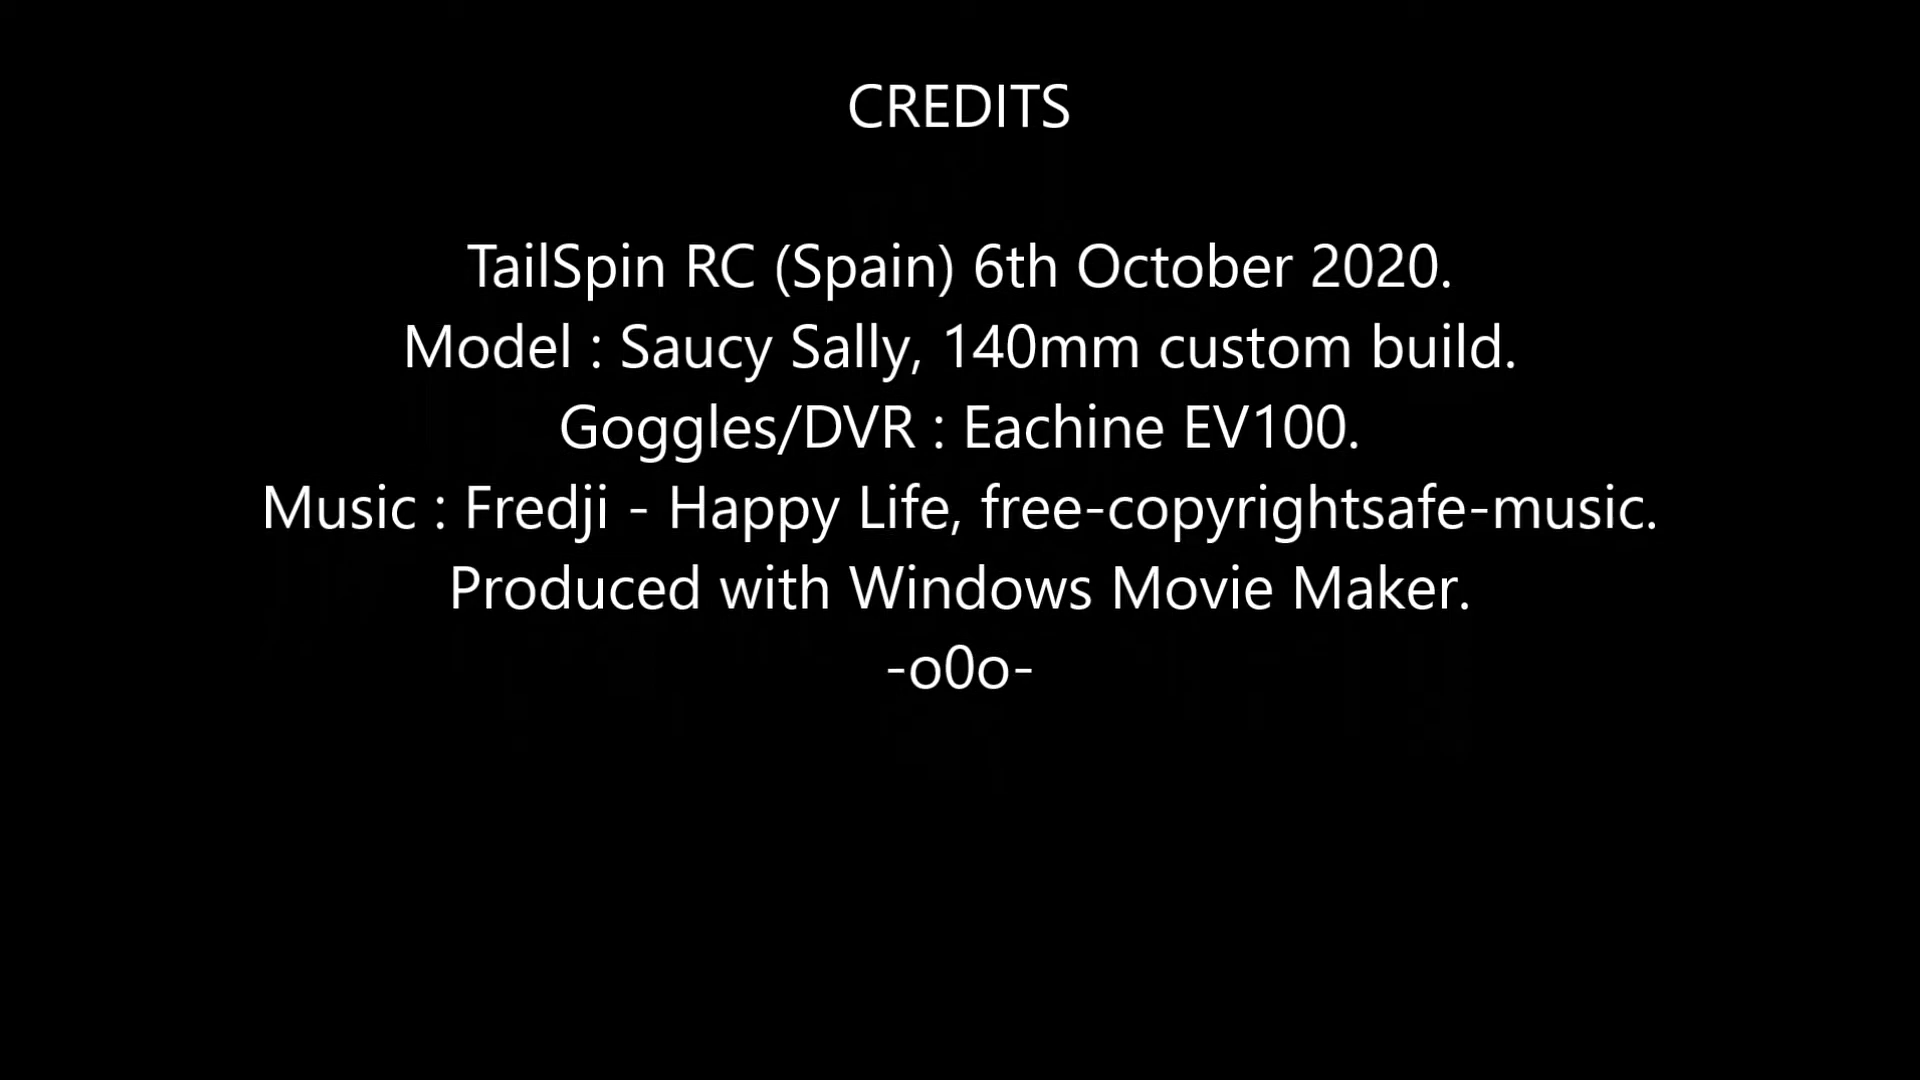 CREDITS
TailSpin RC (Spain) 6th October 2020.
Model : Saucy Sally, 140mm custom build.
Goggles/DVR : Eachine EV100.
Music : Fredji - Happy Life, free-copyrightsafe-music.
Produced with Windows Movie Maker.
-o0o-